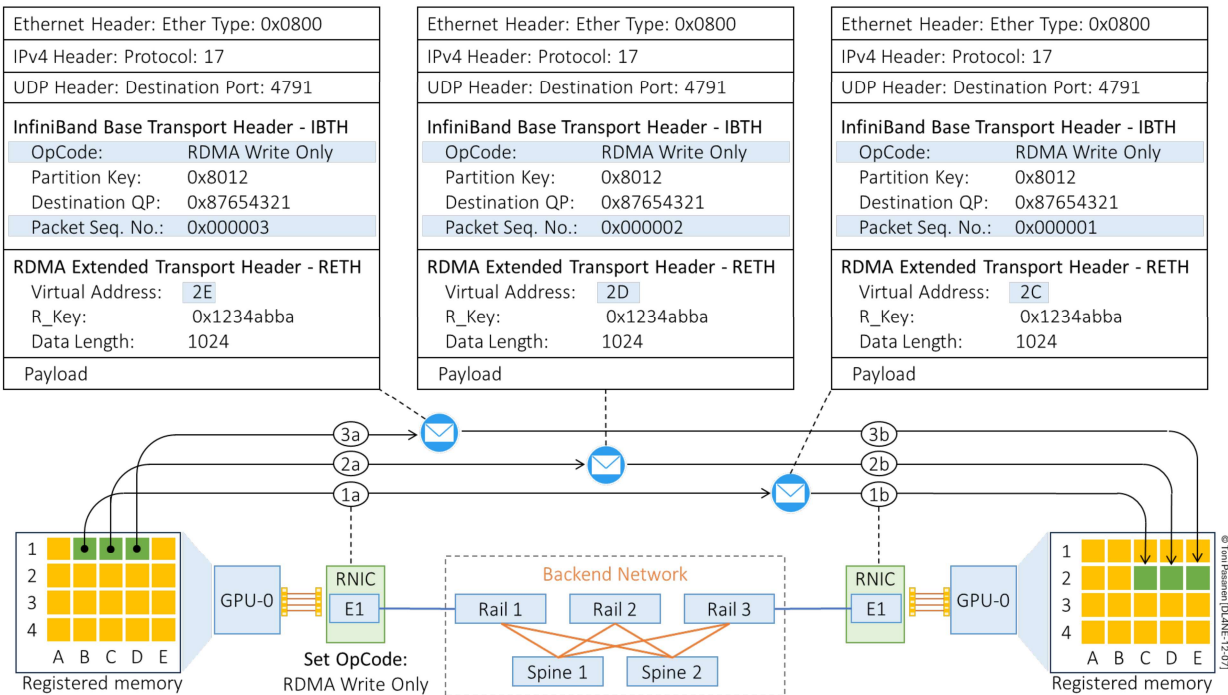 Ethernet Header: Ether Type: 0x0800
IPv4 Header: Protocol: 17
UDP Header: Destination Port: 4791
InfiniBand Base Transport Header - IBTH
OpCode: RDMA Write Only
Partition Key: 0x8012
Destination QP: 0x87654321
Packet Seq. No.: 0x000003
RDMA Extended Transport Header - RETH
Virtual Address: 2E
R_Key: 0x1234abba
Data Length: 1024
Payload
Ethernet Header: Ether Type: 0x0800
IPv4 Header: Protocol: 17
UDP Header: Destination Port: 4791
InfiniBand Base Transport Header - IBTH
OpCode: RDMA Write Only
Partition Key: 0x8012
Destination QP: 0x87654321
Packet Seq. No.: 0x000002
RDMA Extended Transport Header - RETH
Virtual Address: 2D
R_Key: 0x1234abba
Data Length: 1024
Payload
Ethernet Header: Ether Type: 0x0800
IPv4 Header: Protocol: 17
UDP Header: Destination Port: 4791
InfiniBand Base Transport Header - IBTH
OpCode: RDMA Write Only
Partition Key: 0x8012
Destination QP: 0x87654321
Packet Seq. No.: 0x000001
RDMA Extended Transport Header - RETH
Virtual Address: 2C
R_Key: 0x1234abba
Data Length: 1024
Payload
3a 3b
2a 2b
1a 1b
1
2
3
4
A B C D E
Registered memory
GPU-0
RNIC
E1
Set OpCode:
RDMA Write Only
Backend Network
Rail 1 Rail 2 Rail 3
Spine 1 Spine 2
RNIC
E1
GPU-0
1
2
3
4
A B C D E
Registered memory
© Toni Pasanen [DL4NE-12-07]